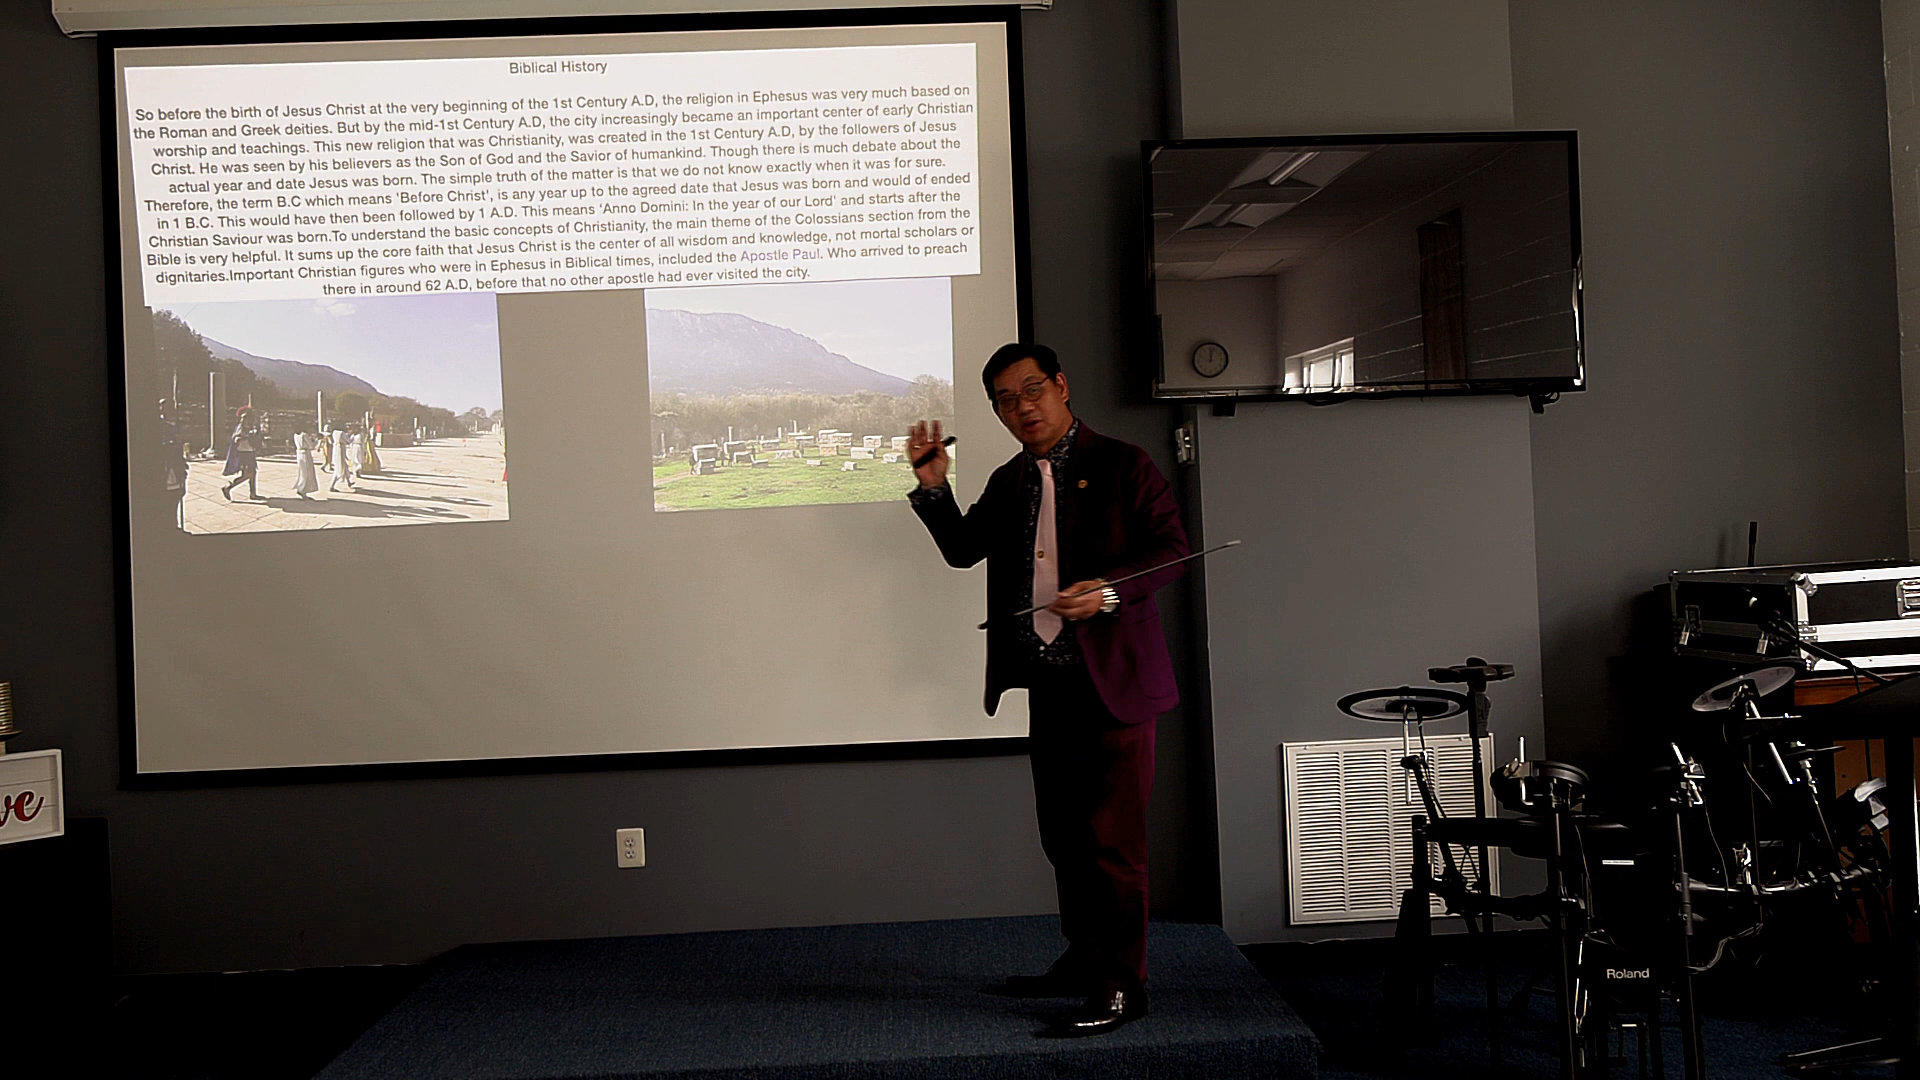 Biblical History
So before the birth of Jesus Christ at the very beginning of the 1st Century A.D, the religion in Ephesus was very much based on
the Roman and Greek deities. But by the mid-1st Century A.D, the city increasingly became an important center of early Christian
worship and teachings. This new religion that was Christianity, was created in the 1st Century A.D, by the followers of Jesus
Christ. He was seen by his believers as the Son of God and the Savior of humankind. Though there is much debate about the
actual year and date Jesus was born. The simple truth of the matter is that we do not know exactly when it was for sure.
Therefore, the term B.C which means 'Before Christ', is any year up to the agreed date that Jesus was born and would of ended
in 1 B.C. This would have then been followed by 1 A.D. This means 'Anno Domini: In the year of our Lord' and starts after the
Christian Saviour was born.To understand the basic concepts of Christianity, the main theme of the Colossians section from the
Bible is very helpful. It sums up the core faith that Jesus Christ is the center of all wisdom and knowledge, not mortal scholars or
dignitaries.Important Christian figures who were in Ephesus in Biblical times, included the Apostle Paul. Who arrived to preach
there in around 62 A.D, before that no other apostle had ever visited the city.
ve
Roland